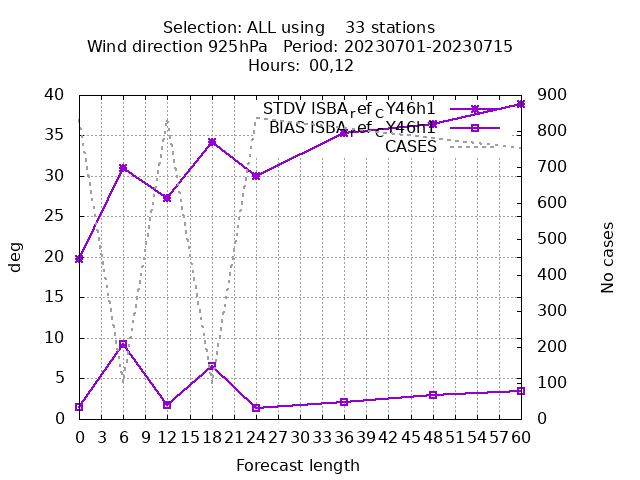 Selection: ALL using    33 stations
Wind direction 925hPa   Period: 20230701-20230715
Hours: 00,12
STDV ISBA_ref_CY46h1
BIAS ISBA_ref_CY46h1
CASES
40
35
30
25
20
15
10
5
0
900
800
700
600
500
400
300
200
100
0
deg
No cases
0 3 6 9 12 15 18 21 24 27 30 33 36 39 42 45 48 51 54 57 60
Forecast length